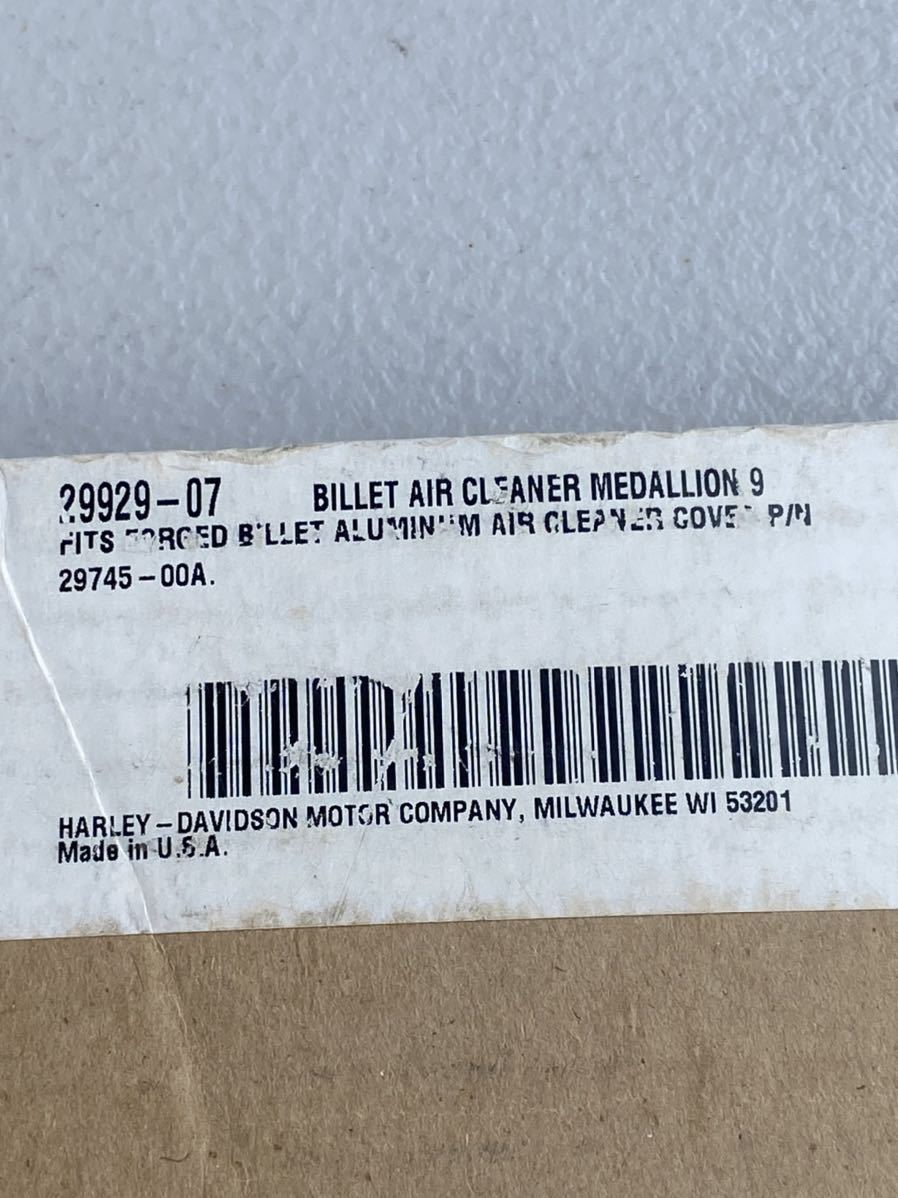 29929-07 BILLET AIR CLEANER MEDALLION 9
FITS FORGED BILLET ALUMINUM AIR CLEANER COVER P/N
29745-00A.
HARLEY-DAVIDSON MOTOR COMPANY, MILWAUKEE WI 53201
Made in U.S.A.